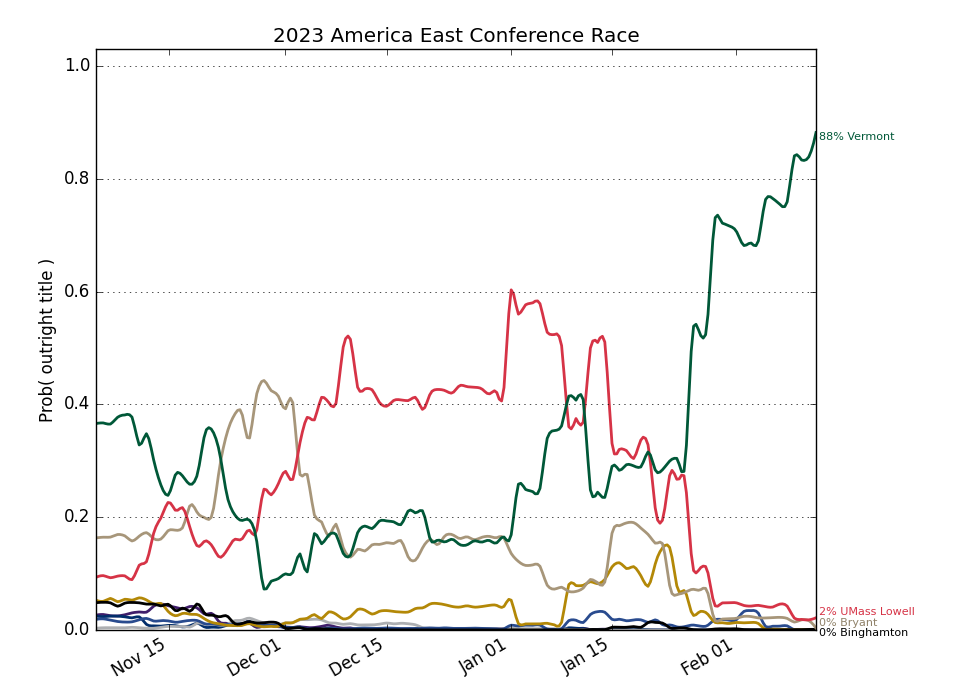 2023 America East Conference Race
Prob( outright title )
1.0
0.8
0.6
0.4
0.2
0.0
88% Vermont
2% UMass Lowell
0% Bryant
0% Binghamton
Nov 15
Dec 01
Dec 15
Jan 01
Jan 15
Feb 01